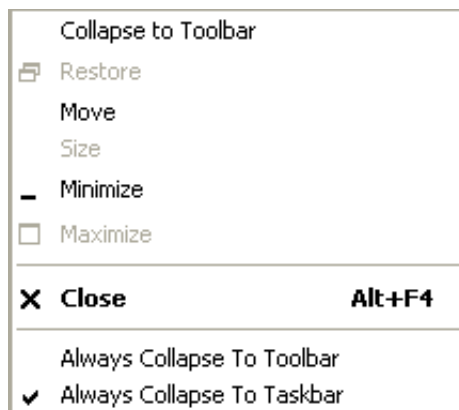 Collapse to Toolbar
Restore
Move
Size
Minimize
Maximize
Close Alt+F4
Always Collapse To Toolbar
Always Collapse To Taskbar